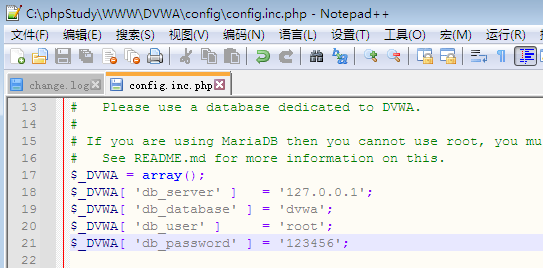 C:\phpStudy\WWW\DVWA\config\config.inc.php - Notepad++
文件(F) 编辑(E) 搜索(S) 视图(V) 编码(N) 语言(L) 设置(T) 工具(O) 宏(M) 运行(R)
change.log config.inc.php
13 # Please use a database dedicated to DVWA.
14 #
15 # If you are using MariaDB then you cannot use root, you mu
16 # See README.md for more information on this.
17 $_DVWA = array();
18 $_DVWA[ 'db_server' ] = '127.0.0.1';
19 $_DVWA[ 'db_database' ] = 'dvwa';
20 $_DVWA[ 'db_user' ] = 'root';
21 $_DVWA[ 'db_password' ] = '123456';
22